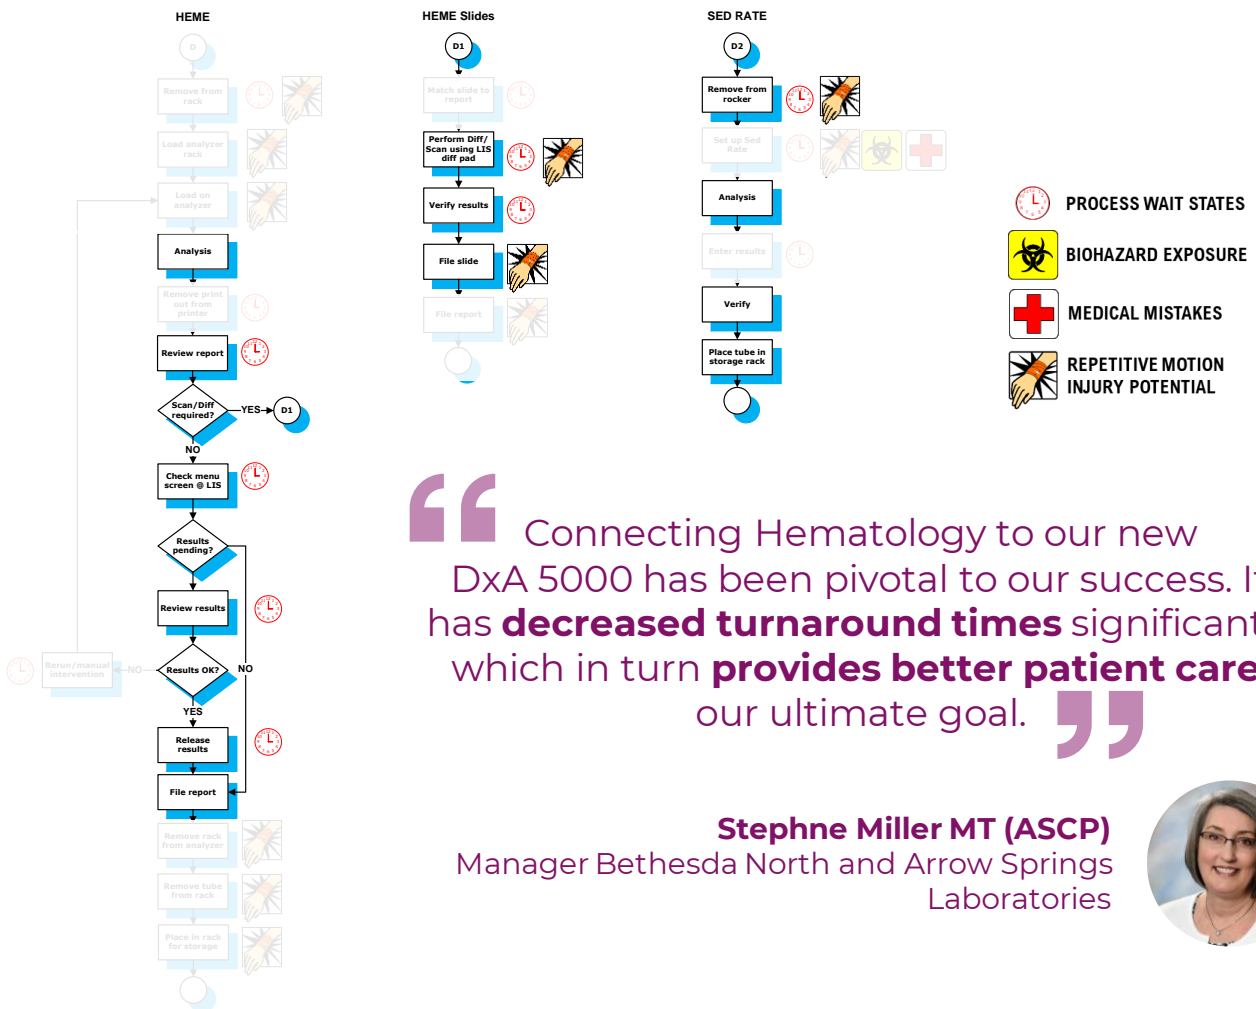 HEME
D
Remove from
rack
Load analyzer
rack
Load on
analyzer
Analysis
Remove print
out from
printer
Review report
Scan/Diff
required?
YES
D1
NO
Check menu
screen @ LIS
Results
pending?
Review results
Results OK?
NO
NO
Rerun/manual
intervention
YES
Release
results
File report
Remove rack
from analyzer
Remove tube
from rack
Place in rack
for storage
HEME Slides
D1
Match slide to
report
Perform Diff/
Scan using LIS
diff pad
Verify results
File slide
File report
SED RATE
D2
Remove from
rocker
Set up Sed
Rate
Analysis
Enter results
Verify
Place tube in
storage rack
PROCESS WAIT STATES
BIOHAZARD EXPOSURE
MEDICAL MISTAKES
REPETITIVE MOTION
INJURY POTENTIAL
“
Connecting Hematology to our new
DxA 5000 has been pivotal to our success. It
has decreased turnaround times significant
which in turn provides better patient care
our ultimate goal. ”
Stephne Miller MT (ASCP)
Manager Bethesda North and Arrow Springs
Laboratories